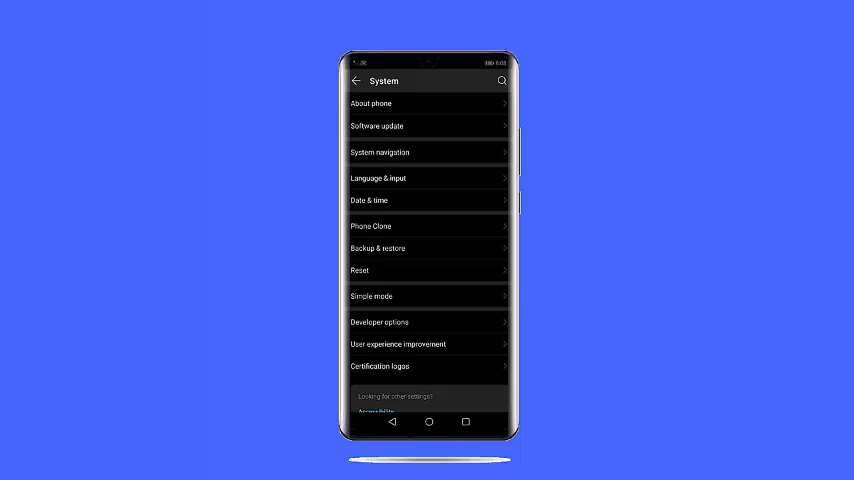 System
About phone
Software update
System navigation
Language & input
Date & time
Phone Clone
Backup & restore
Reset
Simple mode
Developer options
User experience improvement
Certification logos
Looking for other settings?
Accessibility